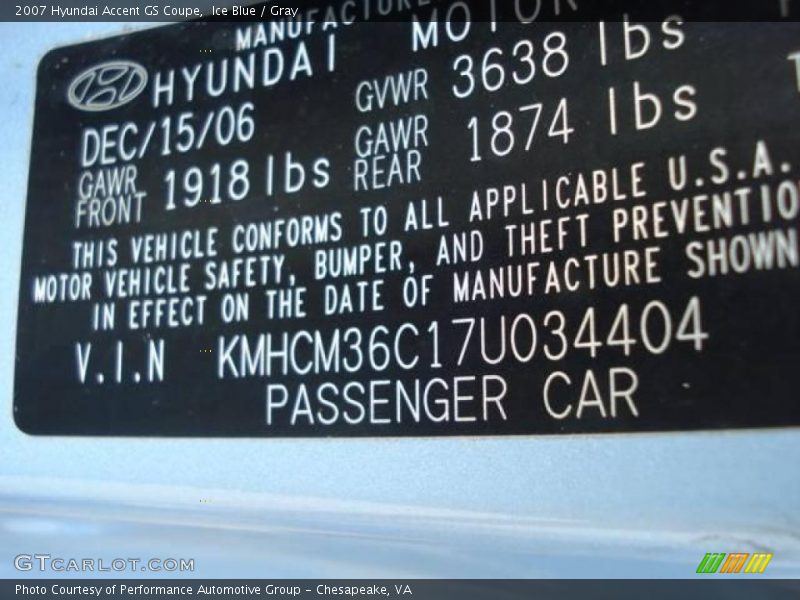 2007 Hyundai Accent GS Coupe, Ice Blue / Gray
MANUFACTURE
HYUNDAI MOTOR
DEC/15/06 GVWR 3638 lbs
GAWR FRONT 1918 lbs GAWR REAR 1874 lbs
THIS VEHICLE CONFORMS TO ALL APPLICABLE U.S.A.
MOTOR VEHICLE SAFETY, BUMPER, AND THEFT PREVENTIO
IN EFFECT ON THE DATE OF MANUFACTURE SHOWN
V.I.N KMHCM36C17U034404
PASSENGER CAR
GTCARLOT.COM
Photo Courtesy of Performance Automotive Group - Chesapeake, VA